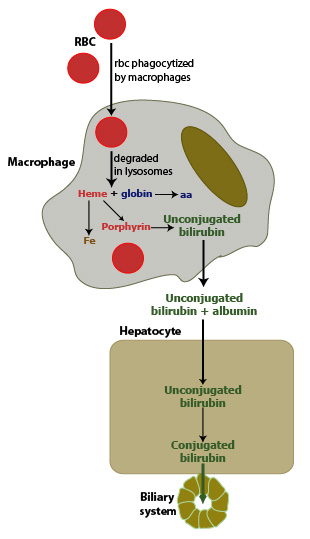 RBC
rbc phagocytized
by macrophages
Macrophage
degraded
in lysosomes
Heme + globin
aa
Fe
Porphyrin
Unconjugated
bilirubin
Unconjugated
bilirubin + albumin
Hepatocyte
Unconjugated
bilirubin
Conjugated
bilirubin
Biliary
system